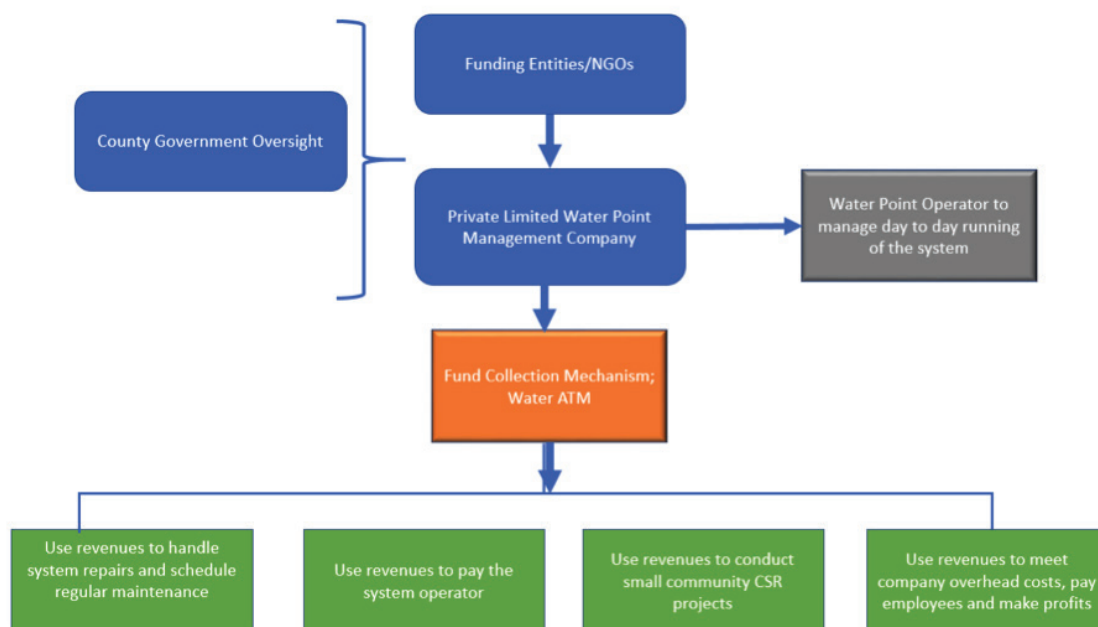 Funding Entities/NGOs
County Government Oversight
Private Limited Water Point
Management Company
Water Point Operator to
manage day to day running
of the system
Fund Collection Mechanism;
Water ATM
Use revenues to handle
system repairs and schedule
regular maintenance
Use revenues to pay the
system operator
Use revenues to conduct
small community CSR
projects
Use revenues to meet
company overhead costs, pay
employees and make profits